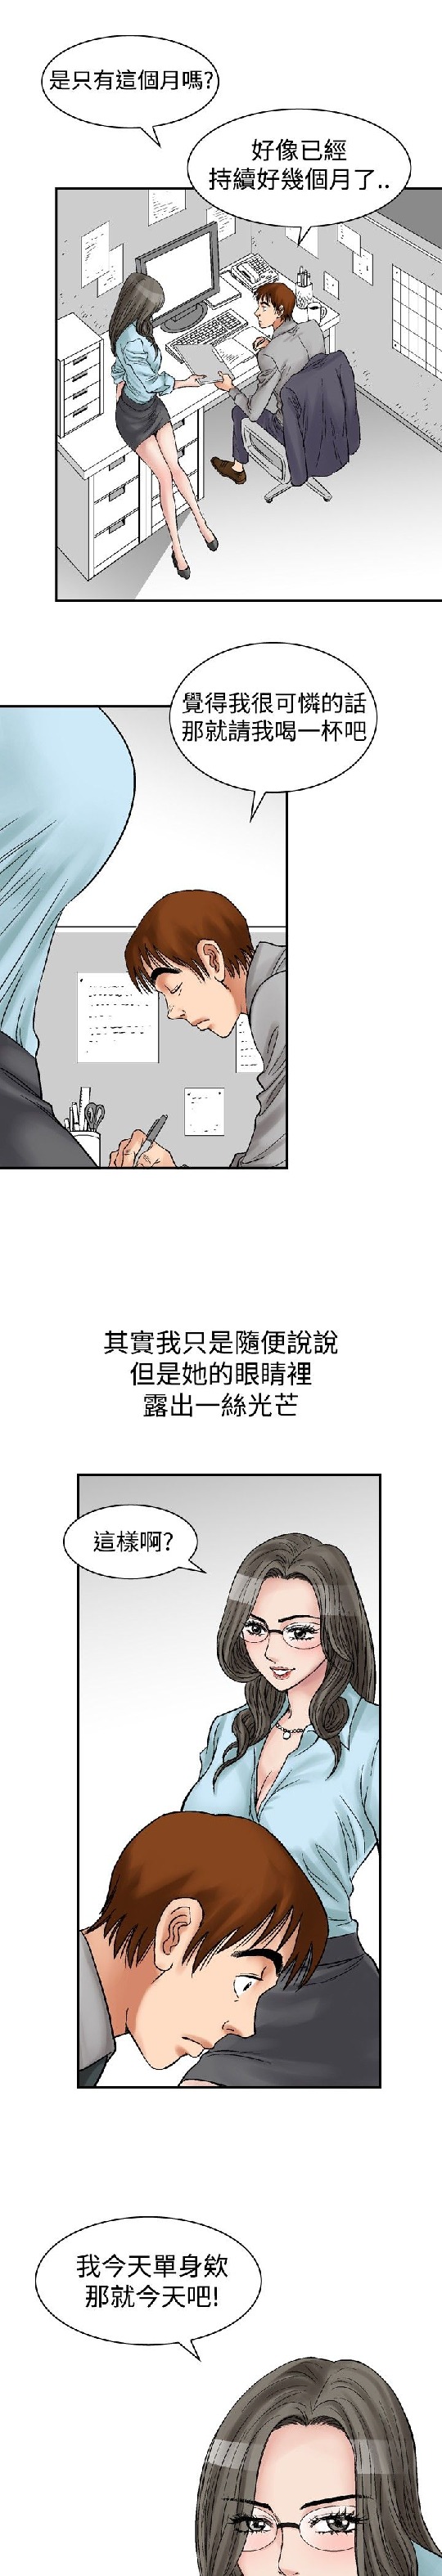 是只有這個月嗎?
好像已經
持續好幾個月了..
覺得我很可憐的話
那就請我喝一杯吧
其實我只是隨便說說
但是她的眼睛裡
露出一絲光芒
這樣啊?
我今天單身欸
那就今天吧!